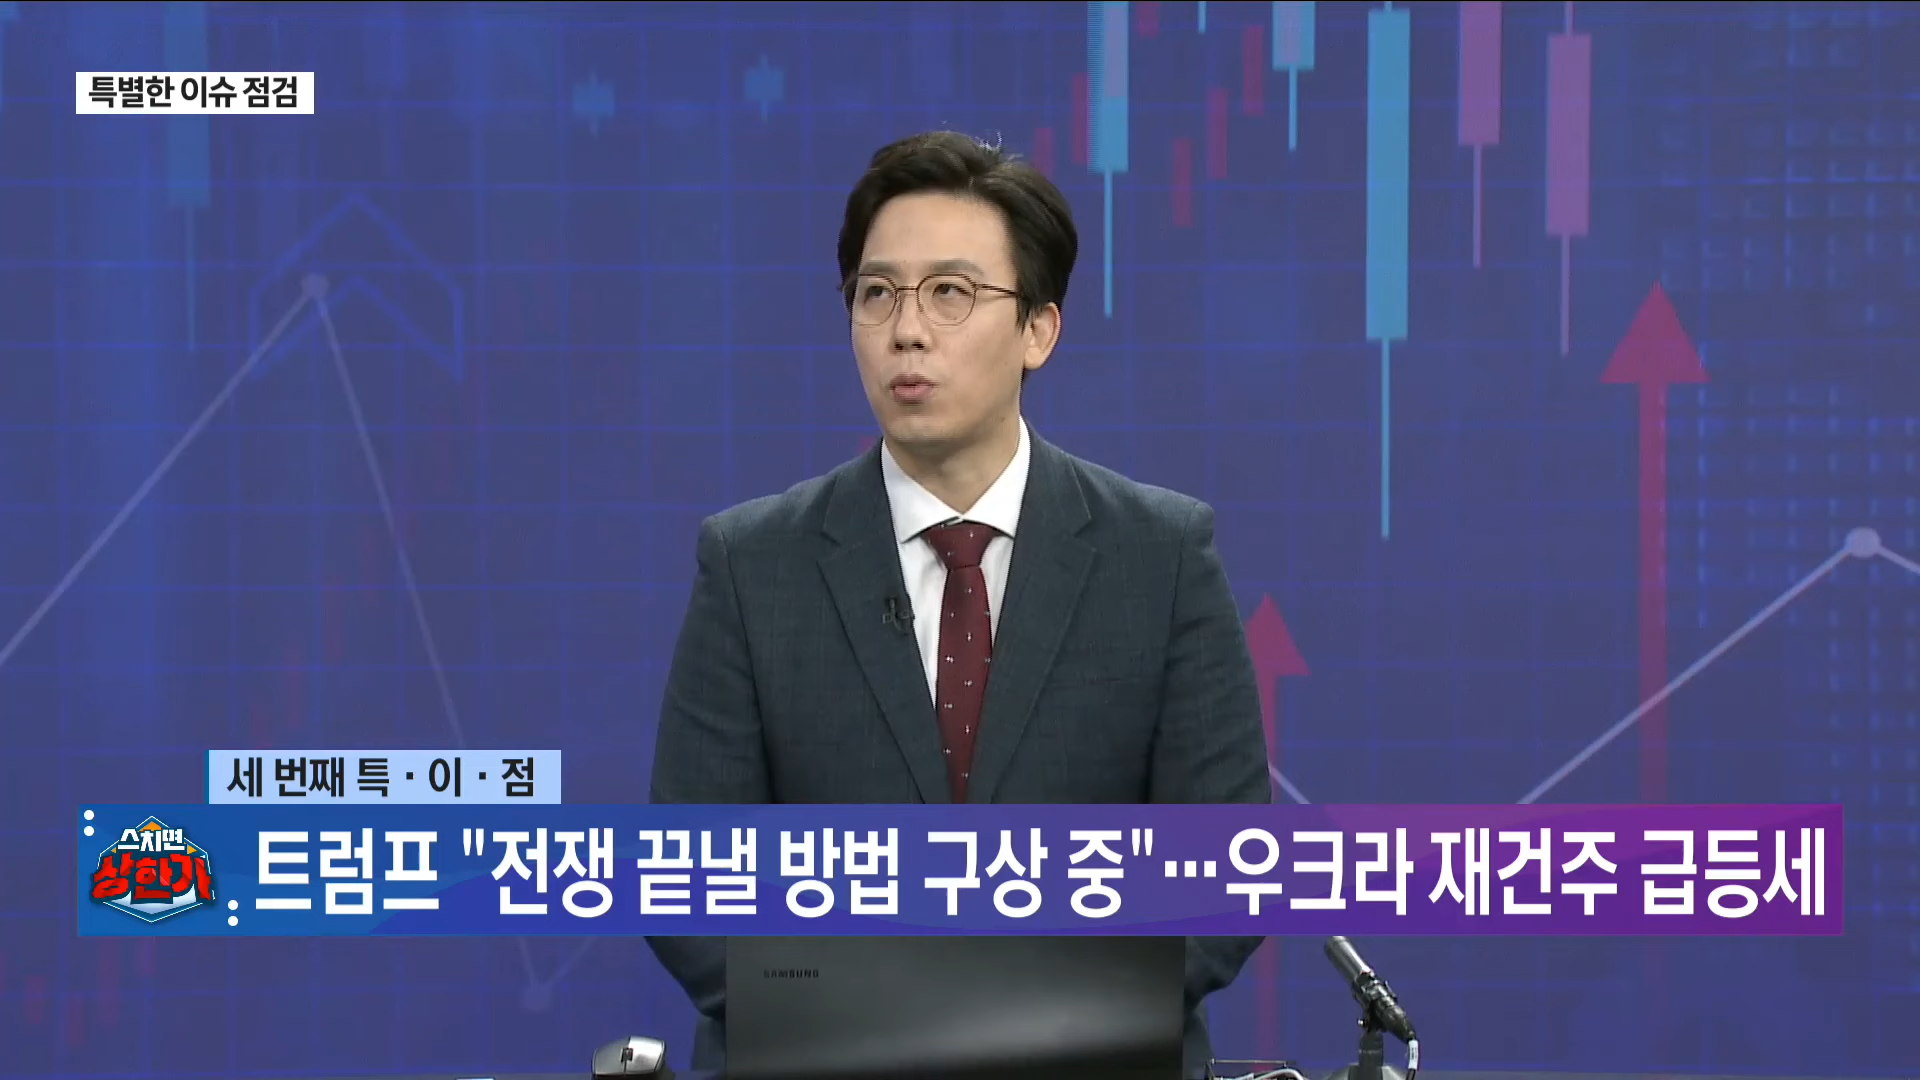 특별한 이슈 점검
세 번째 특·이·점
스치면
상한가
트럼프 "전쟁 끝낼 방법 구상 중"…우크라 재건주 급등세
SAMSUNG